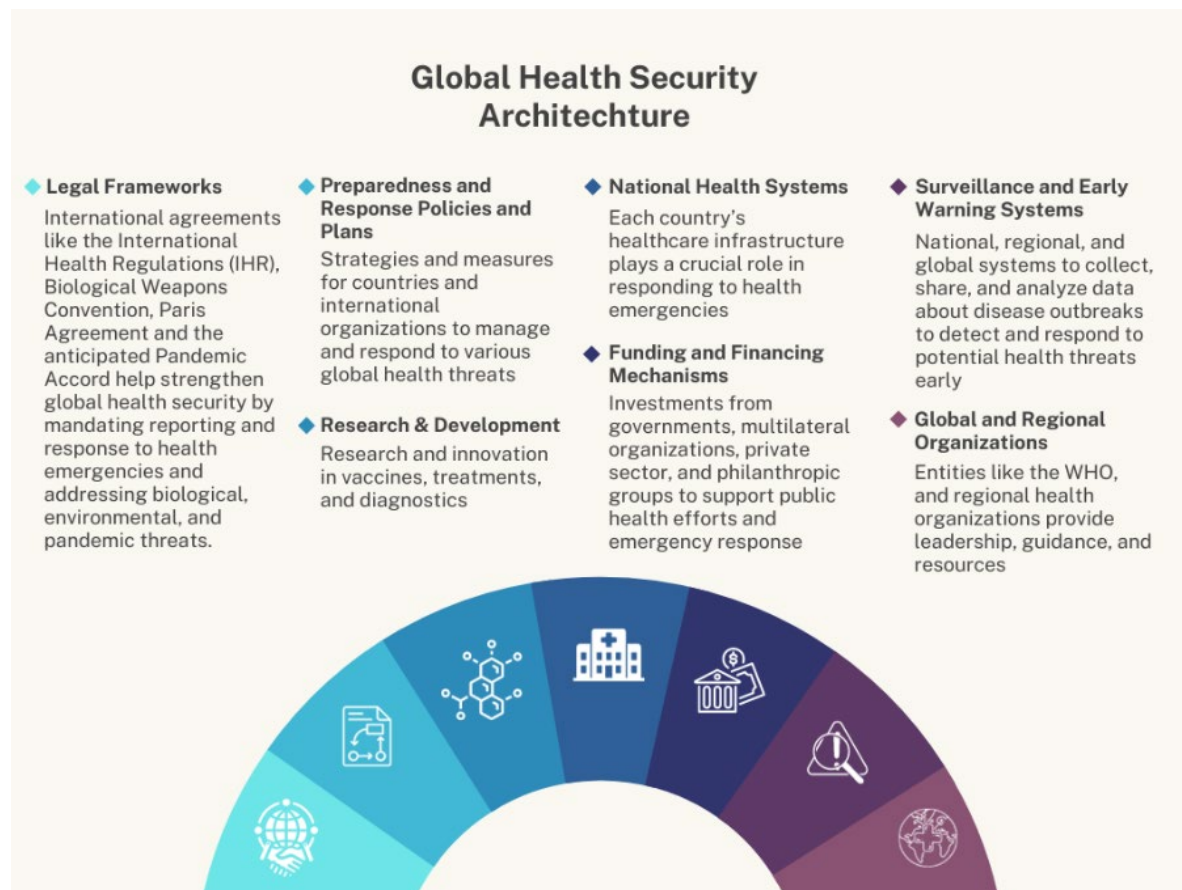 Global Health Security
Architechture
Legal Frameworks
International agreements
like the International
Health Regulations (IHR),
Biological Weapons
Convention, Paris
Agreement and the
anticipated Pandemic
Accord help strengthen
global health security by
mandating reporting and
response to health
emergencies and
addressing biological,
environmental, and
pandemic threats.
Preparedness and
Response Policies and
Plans
Strategies and measures
for countries and
international
organizations to manage
and respond to various
global health threats
Research & Development
Research and innovation
in vaccines, treatments,
and diagnostics
National Health Systems
Each country's
healthcare infrastructure
plays a crucial role in
responding to health
emergencies
Funding and Financing
Mechanisms
Investments from
governments, multilateral
organizations, private
sector, and philanthropic
groups to support public
health efforts and
emergency response
Surveillance and Early
Warning Systems
National, regional, and
global systems to collect,
share, and analyze data
about disease outbreaks
to detect and respond to
potential health threats
early
Global and Regional
Organizations
Entities like the WHO,
and regional health
organizations provide
leadership, guidance, and
resources